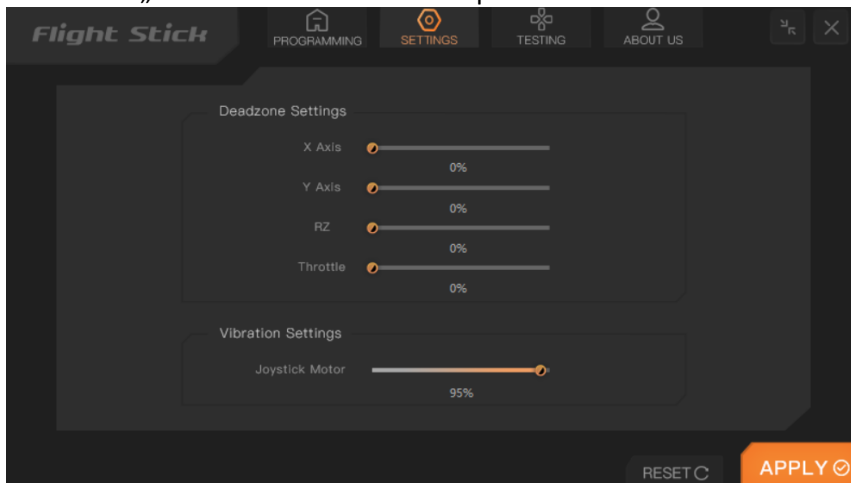 Flight Stick
PROGRAMMING
SETTINGS
TESTING
ABOUT US
Deadzone Settings
X Axis
0%
Y Axis
0%
RZ
0%
Throttle
0%
Vibration Settings
Joystick Motor
95%
RESET
APPLY